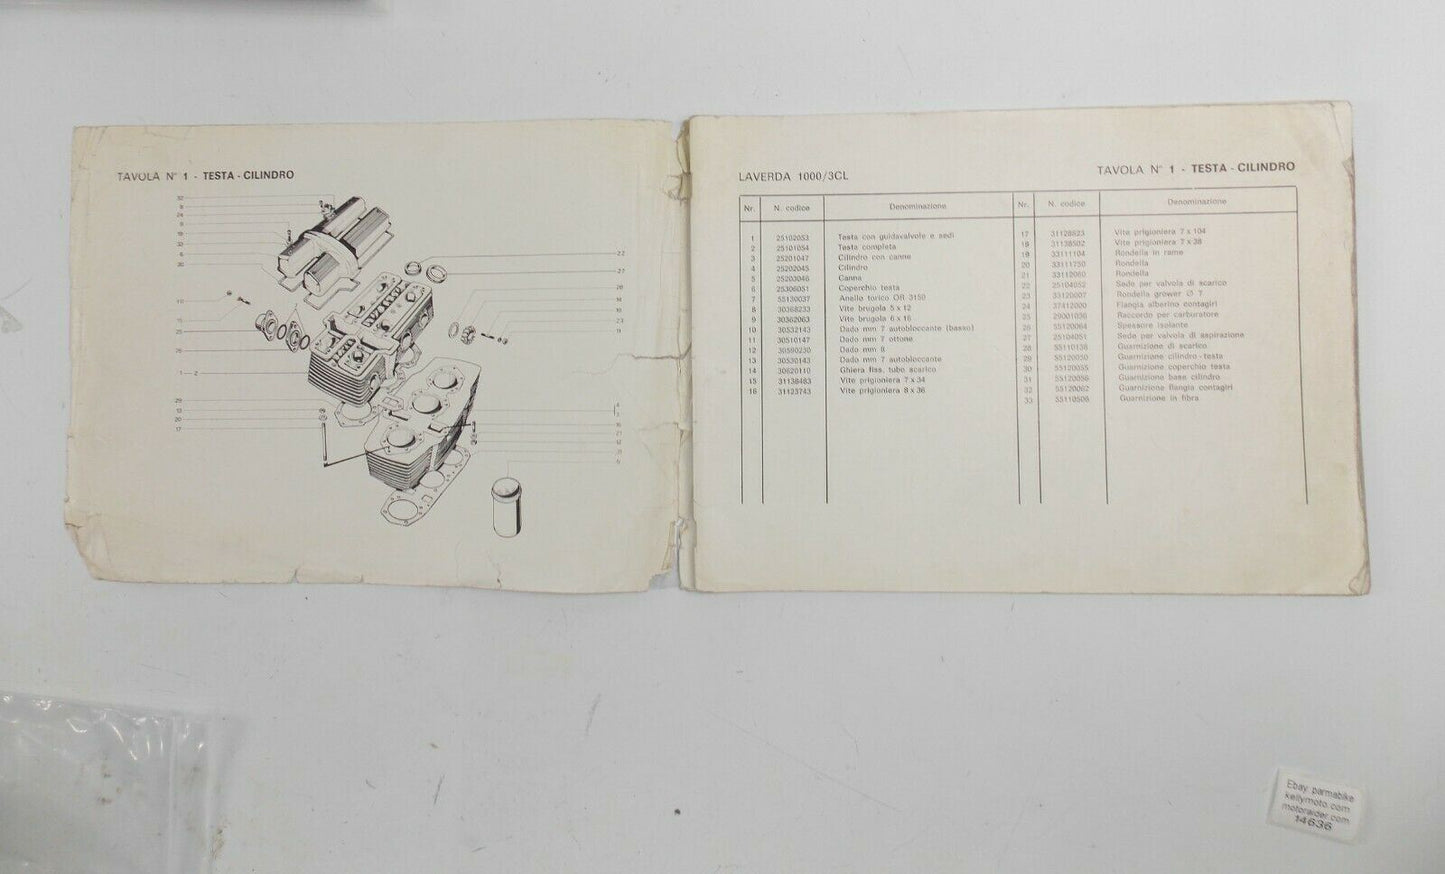 TAVOLA N° 1 - TESTA - CILINDRO
LAVERDA 1000/3CL
TAVOLA N° 1 - TESTA - CILINDRO
Nr. N. codice Denominazione
1 25102053 Testa con guidavalvole e sedi
2 25101054 Testa completa
3 25201047 Cilindro con canne
4 25202045 Cilindro
5 25203046 Canna
6 25306051 Coperchio testa
7 55130037 Anello torico OR 3150
8 30368233 Vite brugola 5 x 12
9 30362063 Vite brugola 6 x 16
10 30532143 Dado mm 7 autobloccante (basso)
11 30510147 Dado mm 7 ottone
12 30590230 Dado mm 8
13 30530143 Dado mm 7 autobloccante
14 30620110 Ghiera fiss. tubo scarico
15 31138483 Vite prigioniera 7 x 34
16 31123743 Vite prigioniera 8 x 36
Nr. N. codice Denominazione
17 31128523 Vite prigioniera 7 x 104
18 31138502 Vite prigioniera 7 x 38
19 33111104 Rondella in rame
20 33111750 Rondella
21 33112060 Rondella
22 25104052 Sede per valvola di scarico
23 33120007 Rondella grower Ø 7
24 37412000 Flangia alberino contagiri
25 29001036 Raccordo per carburatore
26 55120064 Spessore isolante
27 25104051 Sede per valvola di aspirazione
28 55110138 Guarnizione di scarico
29 55120050 Guarnizione cilindro - testa
30 55120055 Guarnizione coperchio testa
31 55120056 Guarnizione base cilindro
32 55120062 Guarnizione flangia contagiri
33 55110506 Guarnizione in fibra
Ebay parmabike
kellymoto.com
motoraider.com
14636